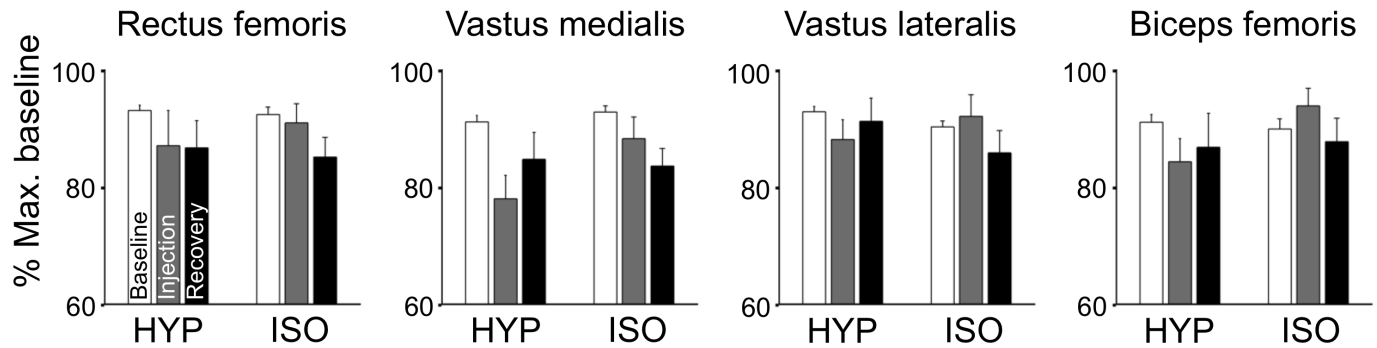 Rectus femoris
Vastus medialis
Vastus lateralis
Biceps femoris
% Max. baseline
100
80
60
Baseline
Injection
Recovery
HYP
ISO
100
80
60
HYP
ISO
100
80
60
HYP
ISO
100
80
60
HYP
ISO